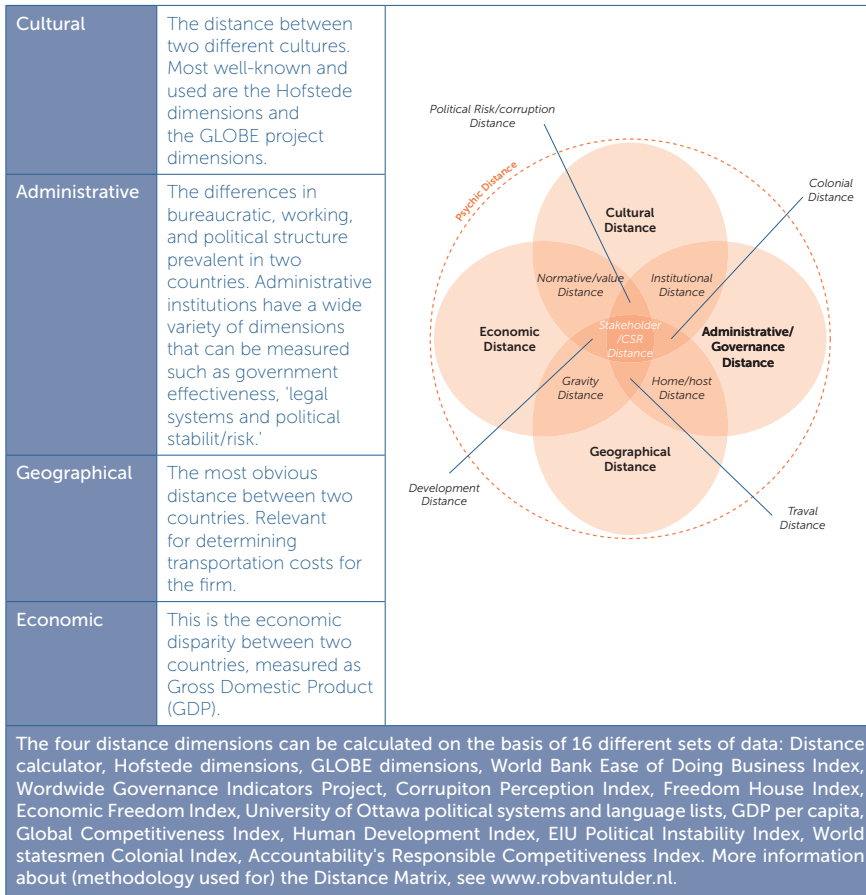 Cultural
The distance between
two different cultures.
Most well-known and
used are the Hofstede
dimensions and
the GLOBE project
dimensions.
Administrative
The differences in
bureaucratic, working,
and political structure
prevalent in two
countries. Administrative
institutions have a wide
variety of dimensions
that can be measured
such as government
effectiveness, 'legal
systems and political
stabilit/risk.'
Geographical
The most obvious
distance between two
countries. Relevant
for determining
transportation costs for
the firm.
Economic
This is the economic
disparity between two
countries, measured as
Gross Domestic Product
(GDP).
Political Risk/corruption
Distance
Psychic Distance
Colonial
Distance
Cultural
Distance
Normative/value
Distance
Institutional
Distance
Economic
Distance
Stakeholder
/CSR
Distance
Administrative/
Governance
Distance
Gravity
Distance
Home/host
Distance
Geographical
Distance
Development
Distance
Traval
Distance
The four distance dimensions can be calculated on the basis of 16 different sets of data: Distance
calculator, Hofstede dimensions, GLOBE dimensions, World Bank Ease of Doing Business Index,
Wordwide Governance Indicators Project, Corrupiton Perception Index, Freedom House Index,
Economic Freedom Index, University of Ottawa political systems and language lists, GDP per capita,
Global Competitiveness Index, Human Development Index, EIU Political Instability Index, World
statesmen Colonial Index, Accountability's Responsible Competitiveness Index. More information
about (methodology used for) the Distance Matrix, see www.robvantulder.nl.